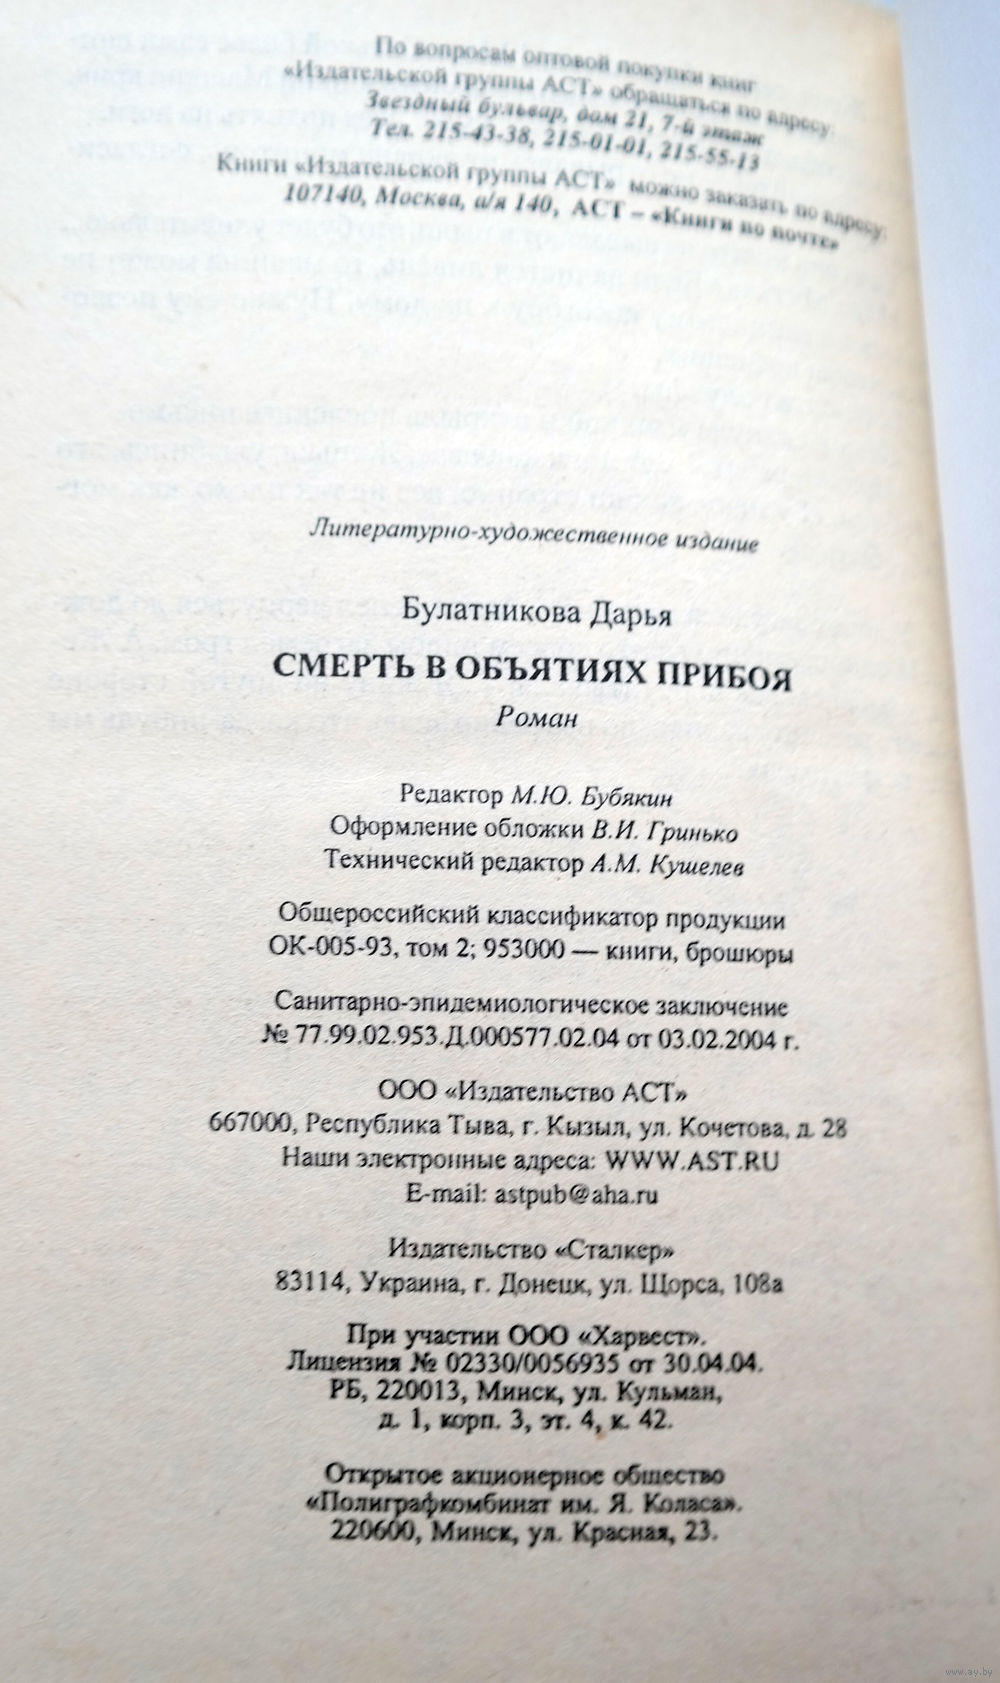 По вопросам оптовой покупки книг
«Издательской группы АСТ» обращаться по адресу:
Звездный бульвар, дом 21, 7-й этаж
Тел. 215-43-38, 215-01-01, 215-55-13
Книги «Издательской группы АСТ» можно заказать по адресу:
107140, Москва, а/я 140, АСТ – «Книги по почте»
Литературно-художественное издание
Булатникова Дарья
СМЕРТЬ В ОБЪЯТИЯХ ПРИБОЯ
Роман
Редактор М.Ю. Бубякин
Оформление обложки В.И. Гринько
Технический редактор А.М. Кушелев
Общероссийский классификатор продукции
ОК-005-93, том 2; 953000 — книги, брошюры
Санитарно-эпидемиологическое заключение
№ 77.99.02.953.Д.000577.02.04 от 03.02.2004 г.
ООО «Издательство АСТ»
667000, Республика Тыва, г. Кызыл, ул. Кочетова, д. 28
Наши электронные адреса: WWW.AST.RU
E-mail: astpub@aha.ru
Издательство «Сталкер»
83114, Украина, г. Донецк, ул. Щорса, 108а
При участии ООО «Харвест».
Лицензия № 02330/0056935 от 30.04.04.
РБ, 220013, Минск, ул. Кульман,
д. 1, корп. 3, эт. 4, к. 42.
Открытое акционерное общество
«Полиграфкомбинат им. Я. Коласа».
220600, Минск, ул. Красная, 23.
www.ay.by